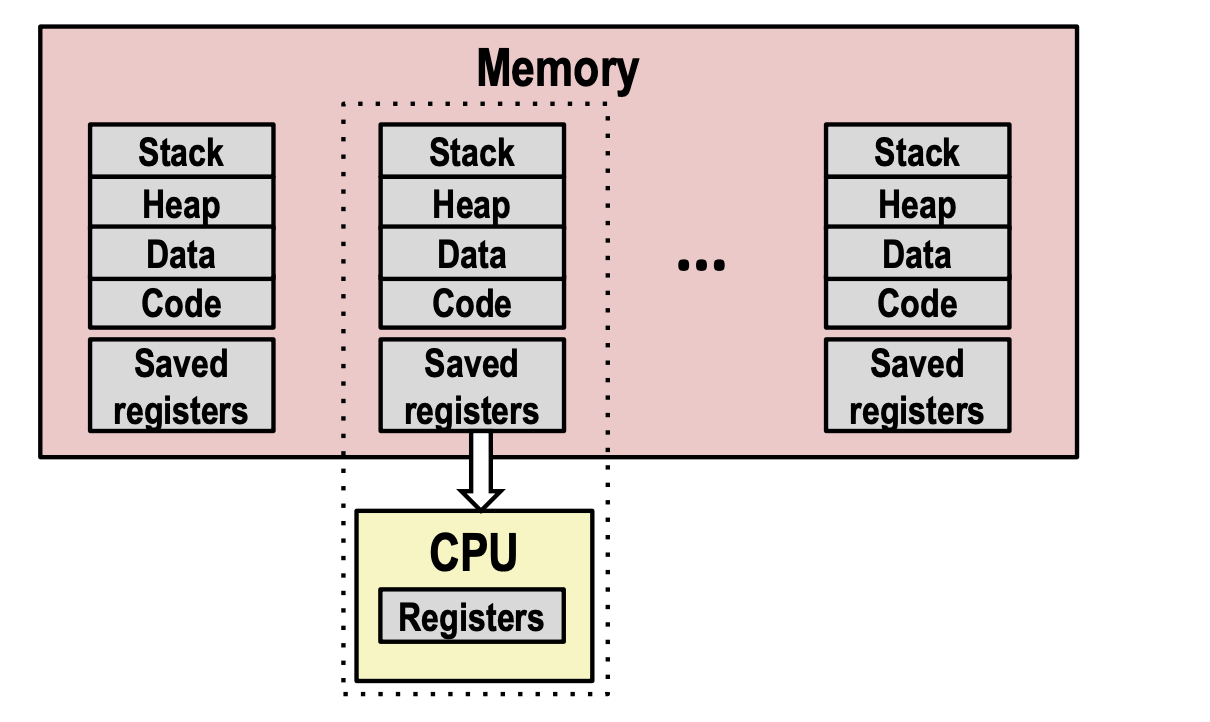 Memory
Stack
Heap
Data
Code
Saved
registers
Stack
Heap
Data
Code
Saved
registers
...
Stack
Heap
Data
Code
Saved
registers
CPU
Registers